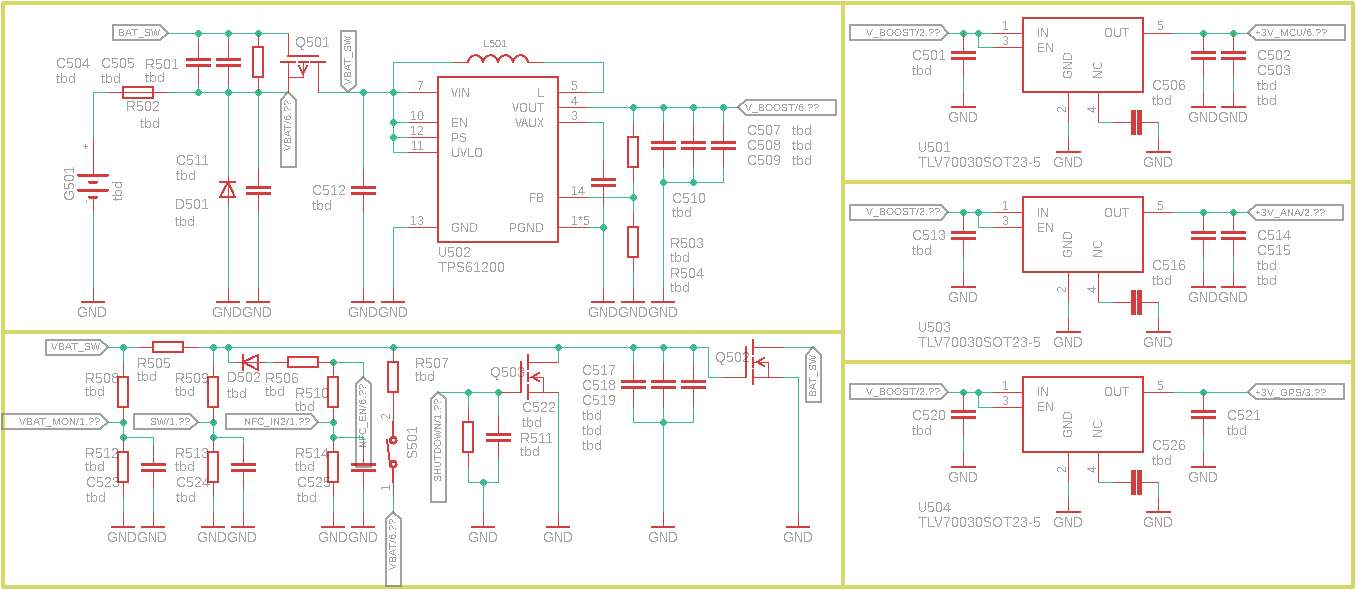 BAT_SW
C504
tbd
C505
tbd
R501
tbd
Q501
VBAT_SW
R502
tbd
VBAT/6.??
+
-
G501
tbd
C511
tbd
D501
tbd
C512
tbd
L501
7 VIN
10 EN
12 PS
11 UVLO
13 GND
L 5
VOUT 4
VAUX 3
FB 14
PGND 1*5
U502
TPS61200
V_BOOST/6.??
C507 tbd
C508 tbd
C509 tbd
C510
tbd
R503
tbd
R504
tbd
GND
GND
GND
GND
GND
GND
GND
GND
VBAT_SW
R505
tbd
R508
tbd
R509
tbd
D502
tbd
R506
tbd
R510
tbd
NFC_EN/6.??
VBAT_MON/1.??
SW/1.??
NFC_IN2/1.??
R512
tbd
C523
tbd
R513
tbd
C524
tbd
R514
tbd
C525
tbd
R507
tbd
2
S501
1
VBAT/6.??
SHUTDOWN/1.??
Q503
C522
tbd
R511
tbd
C517
C518
C519
tbd
tbd
tbd
Q502
BAT_SW
GND
GND
GND
GND
GND
GND
GND
GND
GND
GND
V_BOOST/2.??
C501
tbd
GND
1 IN
3 EN
OUT 5
GND
NC
2
4
C506
tbd
+3V_MCU/6.??
C502
C503
tbd
tbd
GND
GND
U501
TLV70030SOT23-5
GND
GND
V_BOOST/2.??
C513
tbd
GND
1 IN
3 EN
OUT 5
GND
NC
2
4
C516
tbd
+3V_ANA/2.??
C514
C515
tbd
tbd
GND
GND
U503
TLV70030SOT23-5
GND
GND
V_BOOST/2.??
C520
tbd
GND
1 IN
3 EN
OUT 5
GND
NC
2
4
C526
tbd
+3V_GPS/3.??
C521
tbd
GND
U504
TLV70030SOT23-5
GND
GND